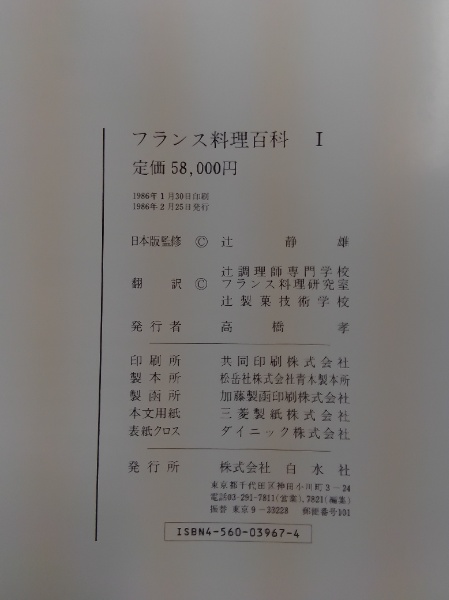 フランス料理百科 I
定価 58,000円
1986年1月30日印刷
1986年2月25日発行
日本版監修 © 辻静雄
辻調理師専門学校
翻訳 © フランス料理研究室
辻製菓技術学校
発行者 高橋孝
印刷所 共同印刷株式会社
製本所 松岳社株式会社青木製本所
製函所 加藤製函印刷株式会社
本文用紙 三菱製紙株式会社
表紙クロス ダイニック株式会社
発行所 株式会社 白水社
東京都千代田区神田小川町3-24
電話03-291-7811(営業),7821(編集)
振替 東京9-33228 郵便番号101
ISBN4-560-03967-4